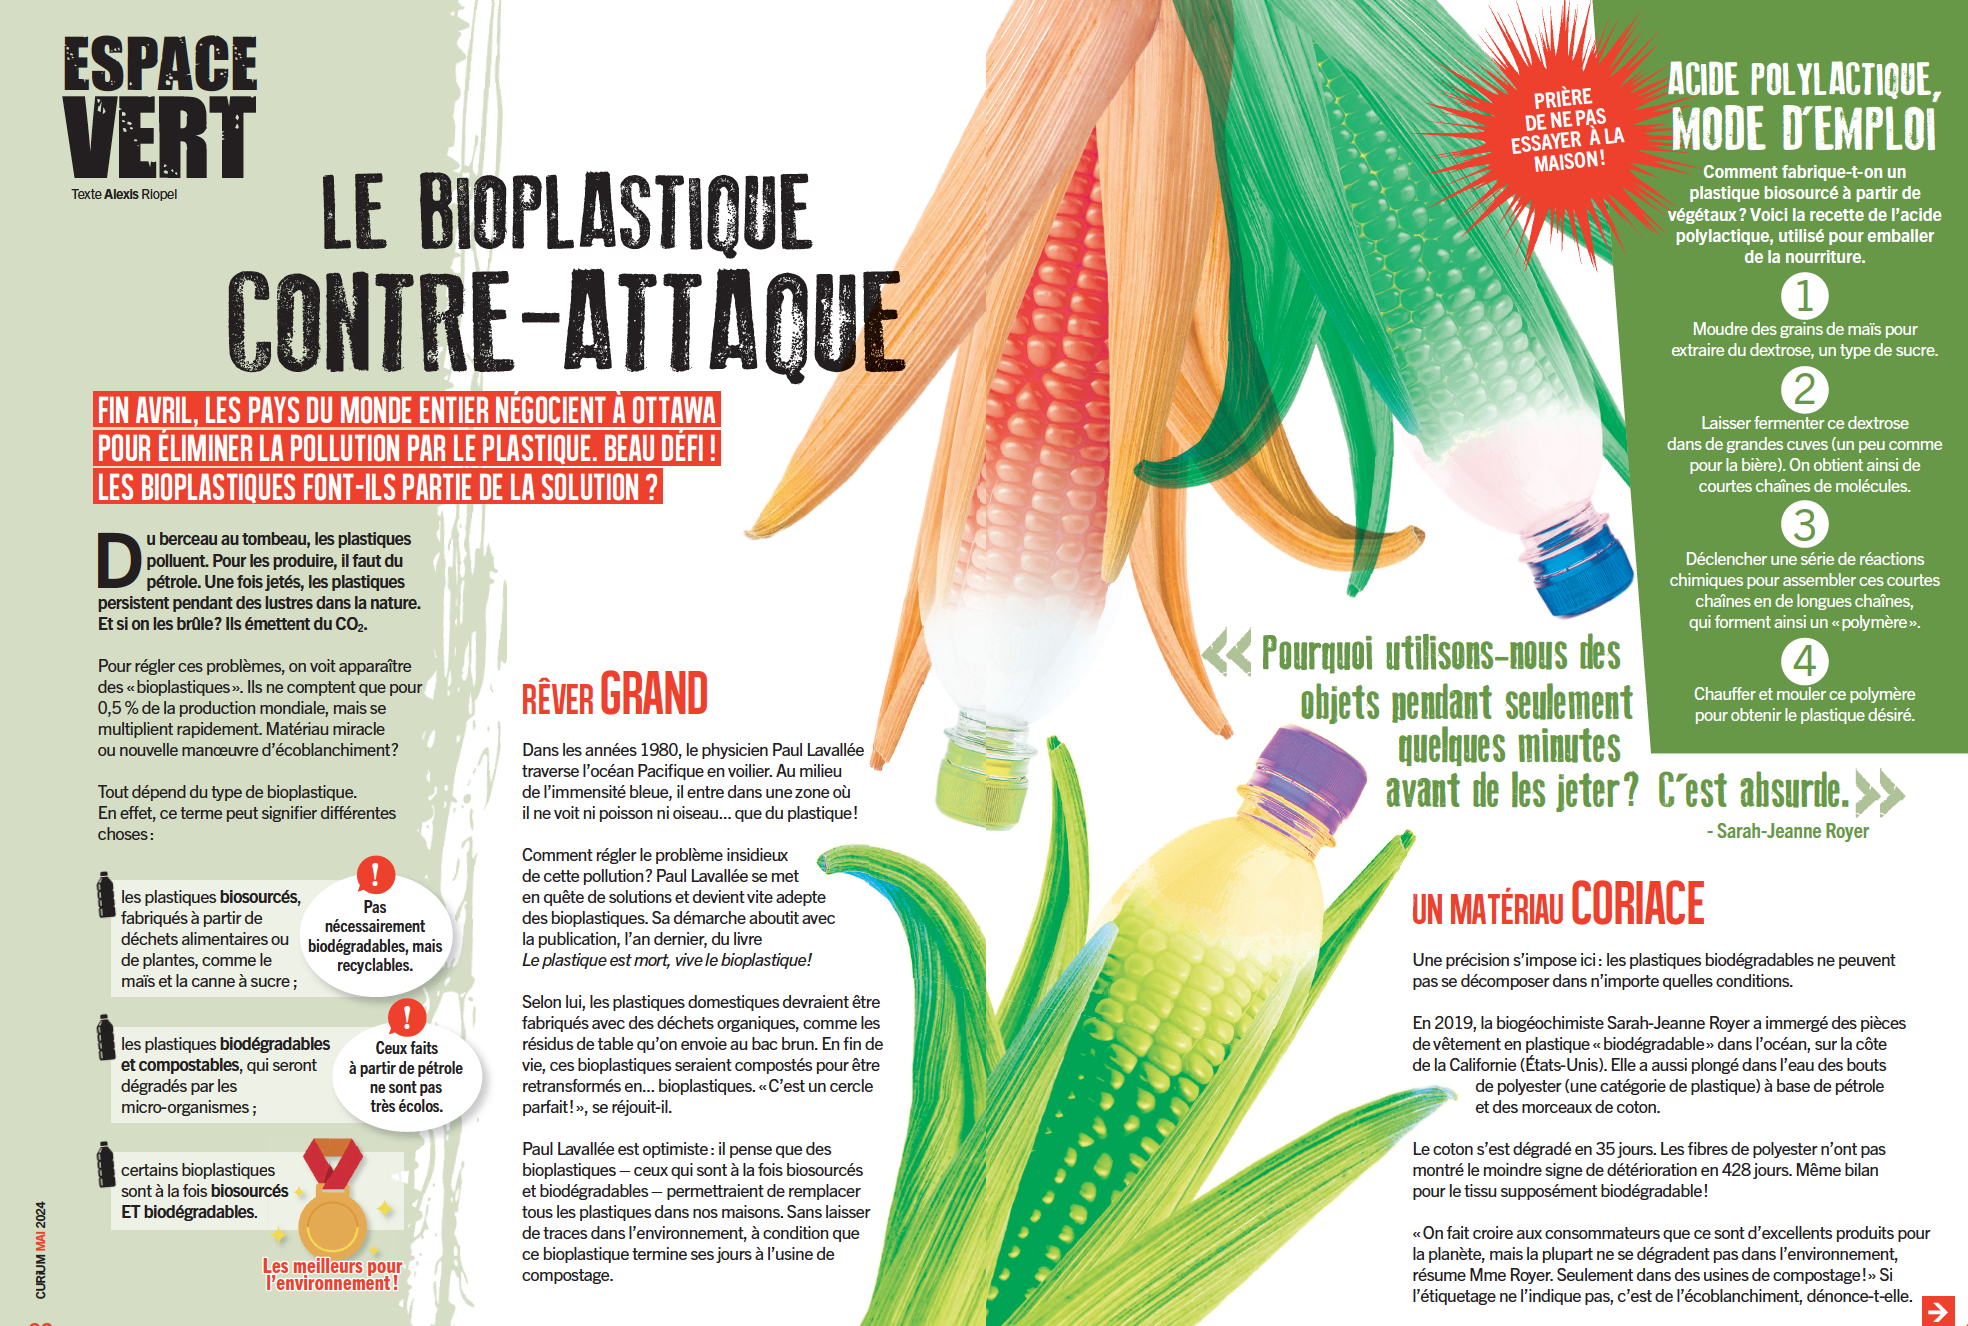 ESPACE
VERT
Texte Alexis Riopel
LE BIOPLASTIQUE
CONTRE-ATTAQUE
FIN AVRIL, LES PAYS DU MONDE ENTIER NÉGOCIENT À OTTAWA
POUR ÉLIMINER LA POLLUTION PAR LE PLASTIQUE. BEAU DÉFI !
LES BIOPLASTIQUES FONT-ILS PARTIE DE LA SOLUTION ?
Du berceau au tombeau, les plastiques
polluent. Pour les produire, il faut du
pétrole. Une fois jetés, les plastiques
persistent pendant des lustres dans la nature.
Et si on les brûle ? Ils émettent du CO₂.
Pour régler ces problèmes, on voit apparaître
des « bioplastiques ». Ils ne comptent que pour
0,5 % de la production mondiale, mais se
multiplient rapidement. Matériau miracle
ou nouvelle manœuvre d’écoblanchiment ?
Tout dépend du type de bioplastique.
En effet, ce terme peut signifier différentes
choses :
les plastiques biosourcés,
fabriqués à partir de
déchets alimentaires ou
de plantes, comme le
maïs et la canne à sucre ;
!
Pas
nécessairement
biodégradables, mais
recyclables.
les plastiques biodégradables
et compostables, qui seront
dégradés par les
micro-organismes ;
!
Ceux faits
à partir de pétrole
ne sont pas
très écolos.
certains bioplastiques
sont à la fois biosourcés
ET biodégradables.
Les meilleurs pour
l’environnement !
CURIUM MAI 2024
RÊVER GRAND
Dans les années 1980, le physicien Paul Lavallée
traverse l’océan Pacifique en voilier. Au milieu
de l’immensité bleue, il entre dans une zone où
il ne voit ni poisson ni oiseau… que du plastique !
Comment régler le problème insidieux
de cette pollution ? Paul Lavallée se met
en quête de solutions et devient vite adepte
des bioplastiques. Sa démarche aboutit avec
la publication, l’an dernier, du livre
Le plastique est mort, vive le bioplastique !
Selon lui, les plastiques domestiques devraient être
fabriqués avec des déchets organiques, comme les
résidus de table qu’on envoie au bac brun. En fin de
vie, ces bioplastiques seraient compostés pour être
retransformés en… bioplastiques. « C’est un cercle
parfait ! », se réjouit-il.
Paul Lavallée est optimiste : il pense que des
bioplastiques – ceux qui sont à la fois biosourcés
et biodégradables – permettraient de remplacer
tous les plastiques dans nos maisons. Sans laisser
de traces dans l’environnement, à condition que
ce bioplastique termine ses jours à l’usine de
compostage.
« Pourquoi utilisons-nous des
objets pendant seulement
quelques minutes
avant de les jeter ? C’est absurde. »
- Sarah-Jeanne Royer
UN MATÉRIAU CORIACE
Une précision s’impose ici : les plastiques biodégradables ne peuvent
pas se décomposer dans n’importe quelles conditions.
En 2019, la biogéochimiste Sarah-Jeanne Royer a immergé des pièces
de vêtement en plastique « biodégradable » dans l’océan, sur la côte
de la Californie (États-Unis). Elle a aussi plongé dans l’eau des bouts
de polyester (une catégorie de plastique) à base de pétrole
et des morceaux de coton.
Le coton s’est dégradé en 35 jours. Les fibres de polyester n’ont pas
montré le moindre signe de détérioration en 428 jours. Même bilan
pour le tissu supposément biodégradable !
« On fait croire aux consommateurs que ce sont d’excellents produits pour
la planète, mais la plupart ne se dégradent pas dans l’environnement,
résume Mme Royer. Seulement dans des usines de compostage ! » Si
l’étiquetage ne l’indique pas, c’est de l’écoblanchiment, dénonce-t-elle.
PRIÈRE
DE NE PAS
ESSAYER À LA
MAISON !
ACIDE POLYLACTIQUE,
MODE D’EMPLOI
Comment fabrique-t-on un
plastique biosourcé à partir de
végétaux ? Voici la recette de l’acide
polylactique, utilisé pour emballer
de la nourriture.
1
Moudre des grains de maïs pour
extraire du dextrose, un type de sucre.
2
Laisser fermenter ce dextrose
dans de grandes cuves (un peu comme
pour la bière). On obtient ainsi de
courtes chaînes de molécules.
3
Déclencher une série de réactions
chimiques pour assembler ces courtes
chaînes en de longues chaînes,
qui forment ainsi un « polymère ».
4
Chauffer et mouler ce polymère
pour obtenir le plastique désiré.